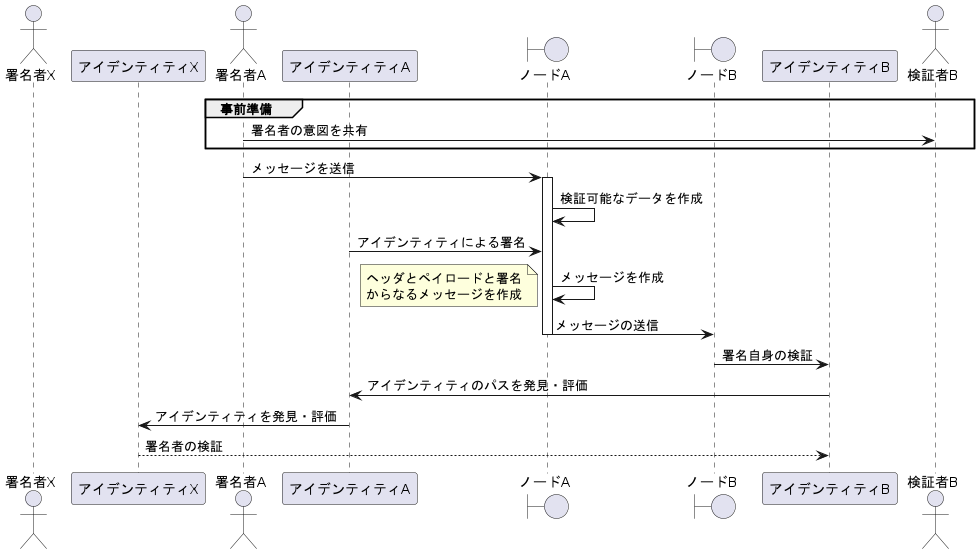 署名者X
アイデンティティX
署名者A
アイデンティティA
ノードA
ノードB
アイデンティティB
検証者B
事前準備
署名者の意図を共有
メッセージを送信
検証可能なデータを作成
アイデンティティによる署名
ヘッダとペイロードと署名
からなるメッセージを作成
メッセージを作成
メッセージの送信
署名自身の検証
アイデンティティのパスを発見・評価
アイデンティティを発見・評価
署名者の検証
署名者X
アイデンティティX
署名者A
アイデンティティA
ノードA
ノードB
アイデンティティB
検証者B